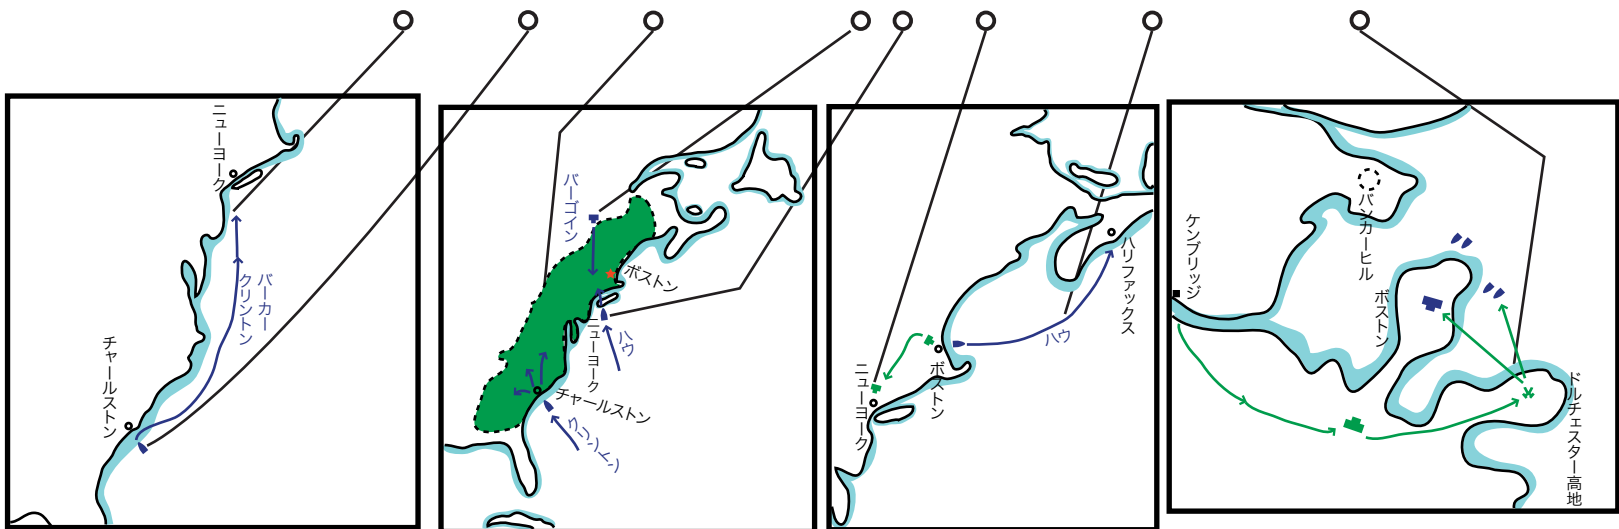 ニューヨーク
パーカー
クリントン
チャールストン
バーゴイン
ボストン
ニューヨーク
ハウ
チャールストン
クリントン
ハリファックス
ハウ
ボストン
ニューヨーク
バンカーヒル
ケンブリッジ
ボストン
ドルチェスター高地